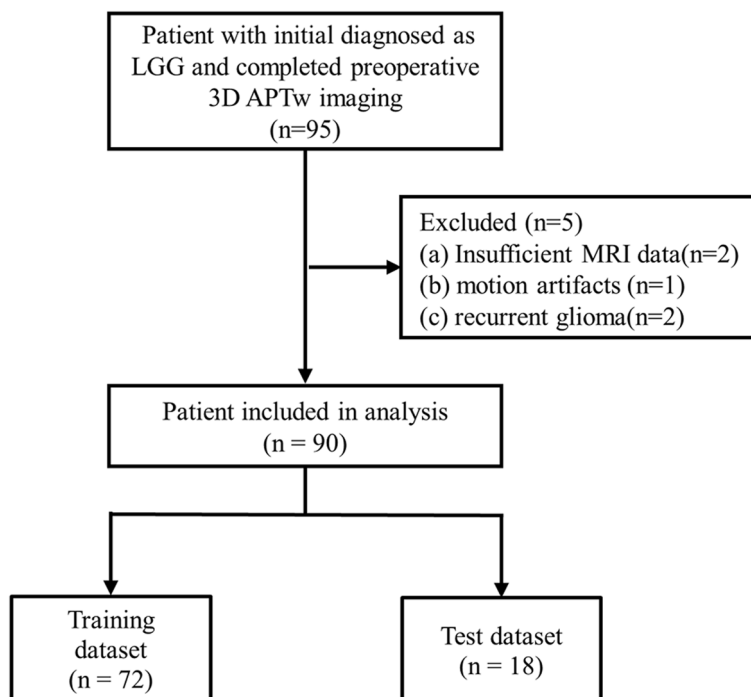 Patient with initial diagnosed as
LGG and completed preoperative
3D APTw imaging
(n=95)
Excluded (n=5)
(a) Insufficient MRI data(n=2)
(b) motion artifacts (n=1)
(c) recurrent glioma(n=2)
Patient included in analysis
(n = 90)
Training
dataset
(n = 72)
Test dataset
(n = 18)